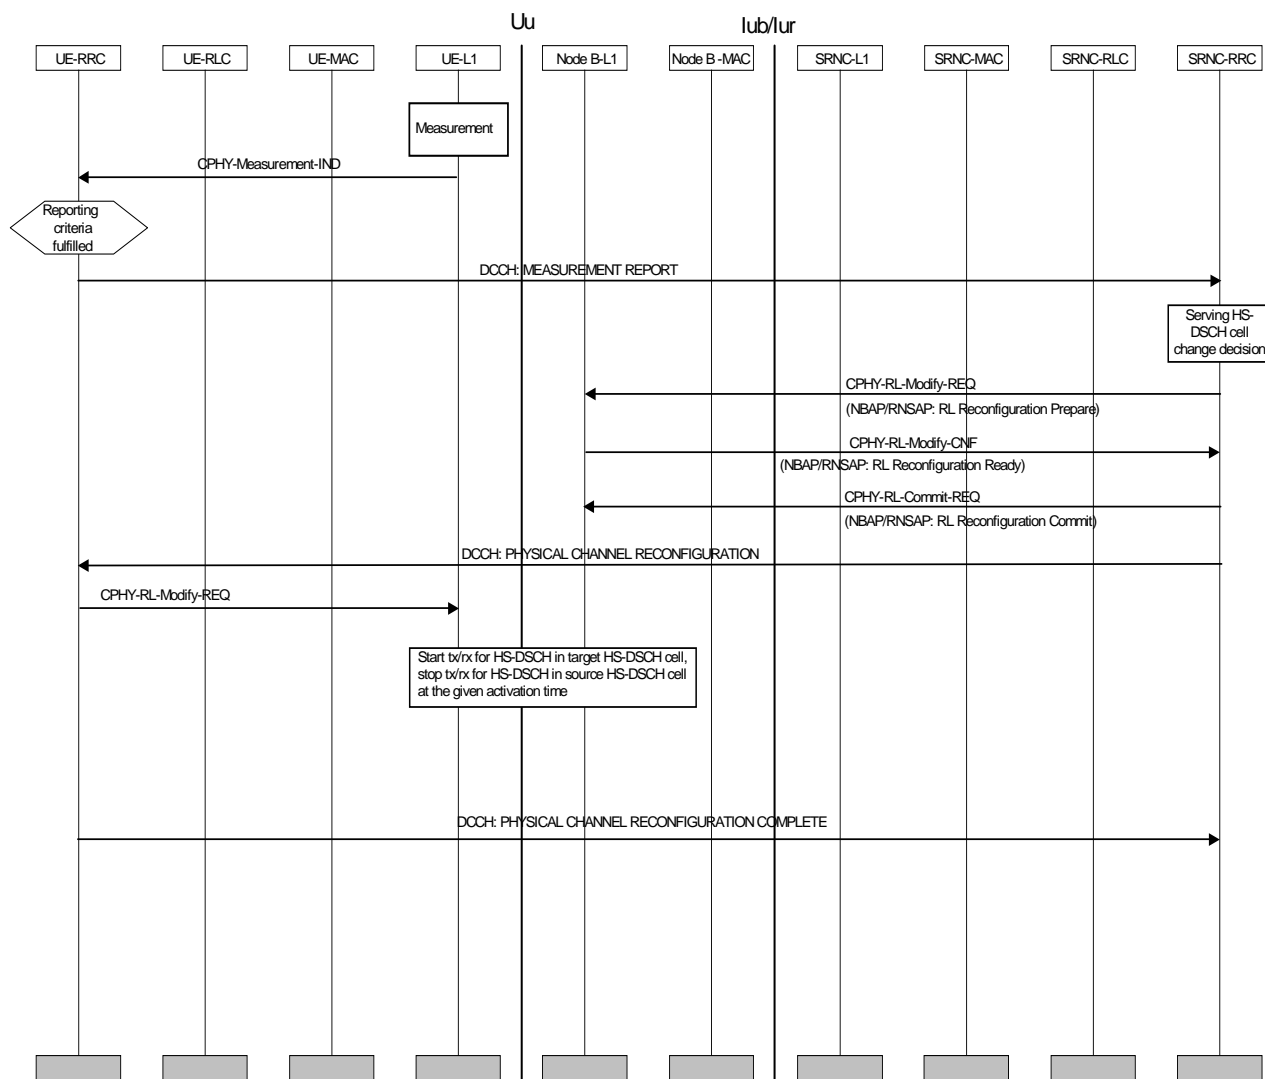 Uu
Iub/Iur
UE-RRC
UE-RLC
UE-MAC
UE-L1
Node B-L1
Node B -MAC
SRNC-L1
SRNC-MAC
SRNC-RLC
SRNC-RRC
Measurement
CPHY-Measurement-IND
Reporting
criteria
fulfilled
DCCH: MEASUREMENT REPORT
Serving HS-
DSCH cell
change decision
CPHY-RL-Modify-REQ
(NBAP/RNSAP: RL Reconfiguration Prepare)
CPHY-RL-Modify-CNF
(NBAP/RNSAP: RL Reconfiguration Ready)
CPHY-RL-Commit-REQ
(NBAP/RNSAP: RL Reconfiguration Commit)
DCCH: PHYSICAL CHANNEL RECONFIGURATION
CPHY-RL-Modify-REQ
Start tx/rx for HS-DSCH in target HS-DSCH cell,
stop tx/rx for HS-DSCH in source HS-DSCH cell
at the given activation time
DCCH: PHYSICAL CHANNEL RECONFIGURATION COMPLETE